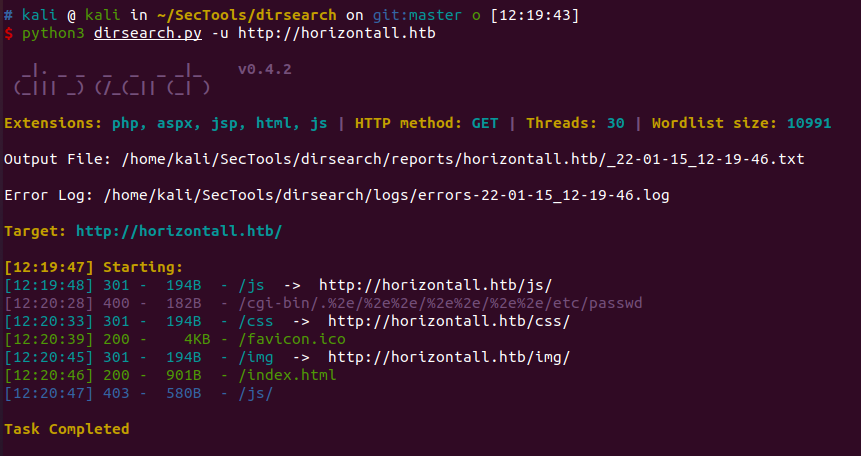 # kali @ kali in ~/SecTools/dirsearch on git:master o [12:19:43]
$ python3 dirsearch.py -u http://horizontall.htb
  _|. _ _  _  _  _ _|_    v0.4.2
 (_||| _) (/_(_|| (_| )
Extensions: php, aspx, jsp, html, js | HTTP method: GET | Threads: 30 | Wordlist size: 10991
Output File: /home/kali/SecTools/dirsearch/reports/horizontall.htb/_22-01-15_12-19-46.txt
Error Log: /home/kali/SecTools/dirsearch/logs/errors-22-01-15_12-19-46.log
Target: http://horizontall.htb/
[12:19:47] Starting:
[12:19:48] 301 -  194B  - /js  ->  http://horizontall.htb/js/
[12:20:28] 400 -  182B  - /cgi-bin/.%2e/%2e%2e/%2e%2e/%2e%2e/etc/passwd
[12:20:33] 301 -  194B  - /css  ->  http://horizontall.htb/css/
[12:20:39] 200 -    4KB - /favicon.ico
[12:20:45] 301 -  194B  - /img  ->  http://horizontall.htb/img/
[12:20:46] 200 -  901B  - /index.html
[12:20:47] 403 -  580B  - /js/
Task Completed